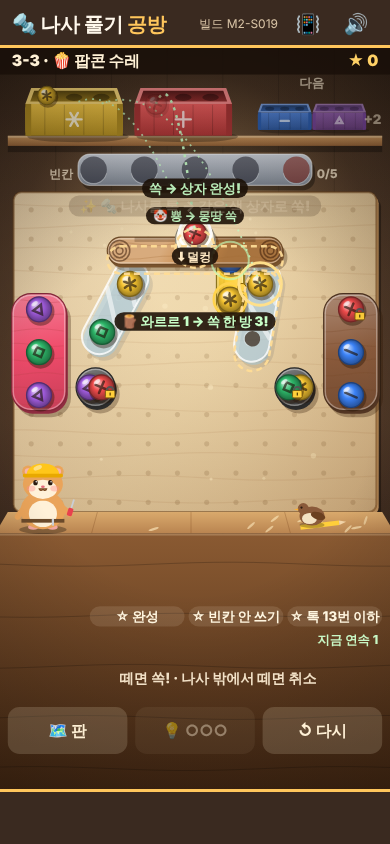 🔩 나사 풀기 공방 빌드 M2-S019 📳 🔊
3-3 · 🍿 팝콘 수레 ★ 0
다음
+2
빈칸 0/5
쏙 → 상자 완성!
🤡 뿅 → 몽땅 쏙
⬇덜컹
🪵 와르르 1 → 쏙 한 방 3!
☆ 완성 ☆ 빈칸 안 쓰기 ☆ 톡 13번 이하
지금 연속 1
떼면 쏙! · 나사 밖에서 떼면 취소
🗺️ 판 💡 ○○○ ↺ 다시